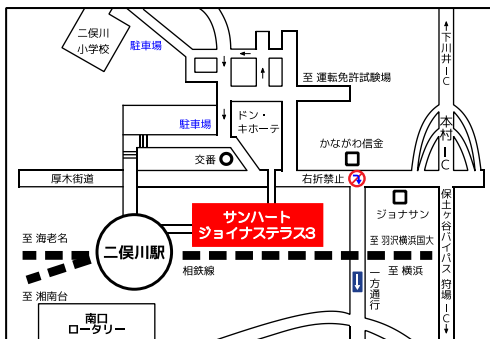 二俣川
小学校
駐車場
至 運転免許試験場
↑下川井IC
本村IC
駐車場
ドン・
キホーテ
交番
かながわ信金
厚木街道
右折禁止
ジョナサン
サンハート
ジョイナステラス3
保土ヶ谷バイパス 狩場IC↓
至 海老名
二俣川駅
至 羽沢横浜国大
相鉄線
至 横浜
一方通行
至 湘南台
南口
ロータリー